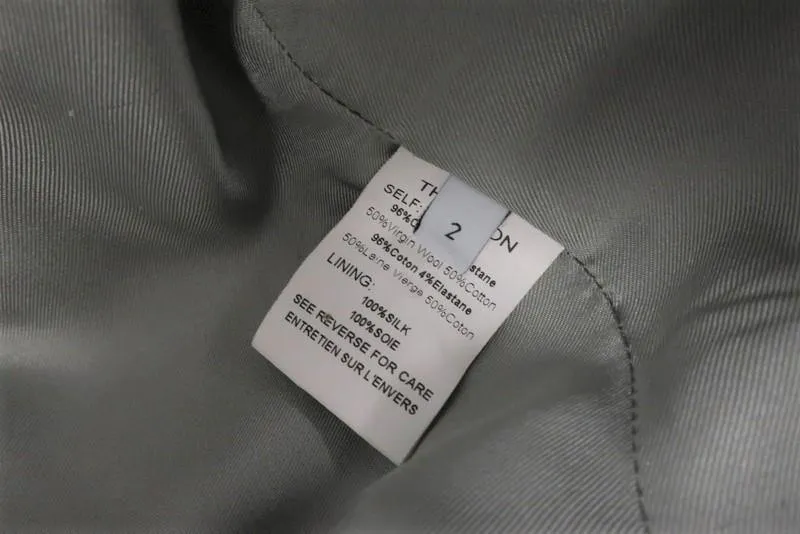 2
SELF:
96%
stane
50%Virgin Wool 50%Cotton
96%Coton 4%Elastane
50%Laine Vierge 50%Coton
LINING:
100%SILK
100%SOIE
SEE REVERSE FOR CARE
ENTRETIEN SUR L'ENVERS